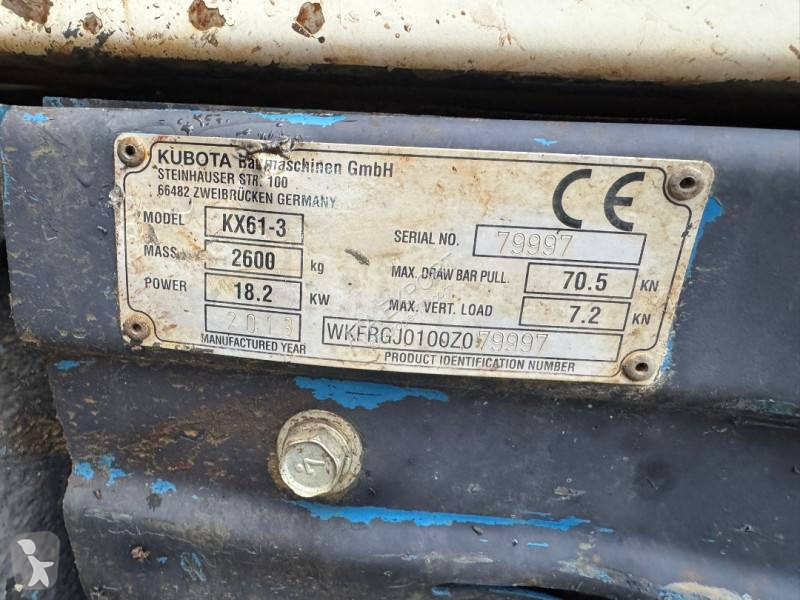 KUBOTA Baumaschinen GmbH
STEINHAUSER STR. 100
66482 ZWEIBRÜCKEN GERMANY
CE
MODEL KX61-3
SERIAL NO. 79997
MASS 2600 kg
MAX. DRAW BAR PULL. 70.5 KN
POWER 18.2 KW
MAX. VERT. LOAD 7.2 KN
2013
MANUFACTURED YEAR
WKFRGJ0100Z079997
PRODUCT IDENTIFICATION NUMBER